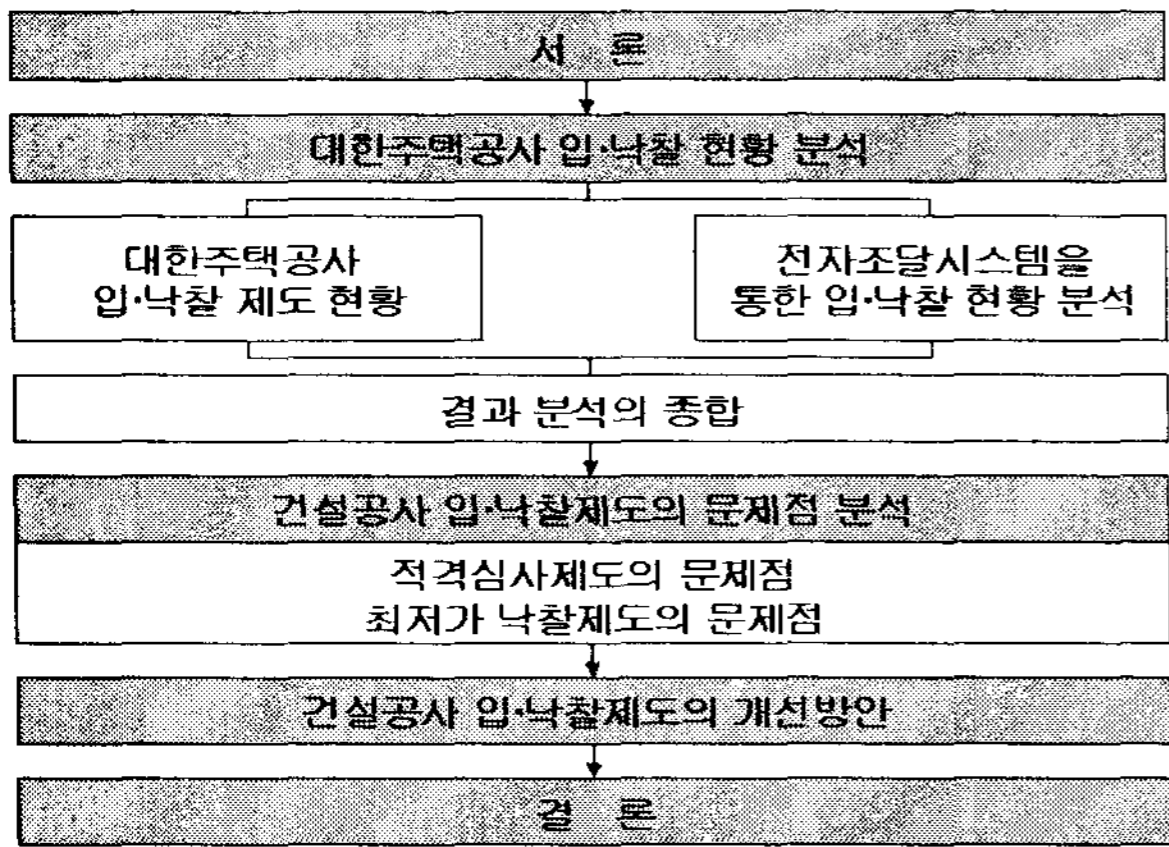 서 론
대한주택공사 입·낙찰 현황 분석
대한주택공사
입·낙찰 제도 현황
전자조달시스템을
통한 입·낙찰 현황 분석
결과 분석의 종합
건설공사 입·낙찰제도의 문제점 분석
적격심사제도의 문제점
최저가 낙찰제도의 문제점
건설공사 입·낙찰제도의 개선방안
결 론